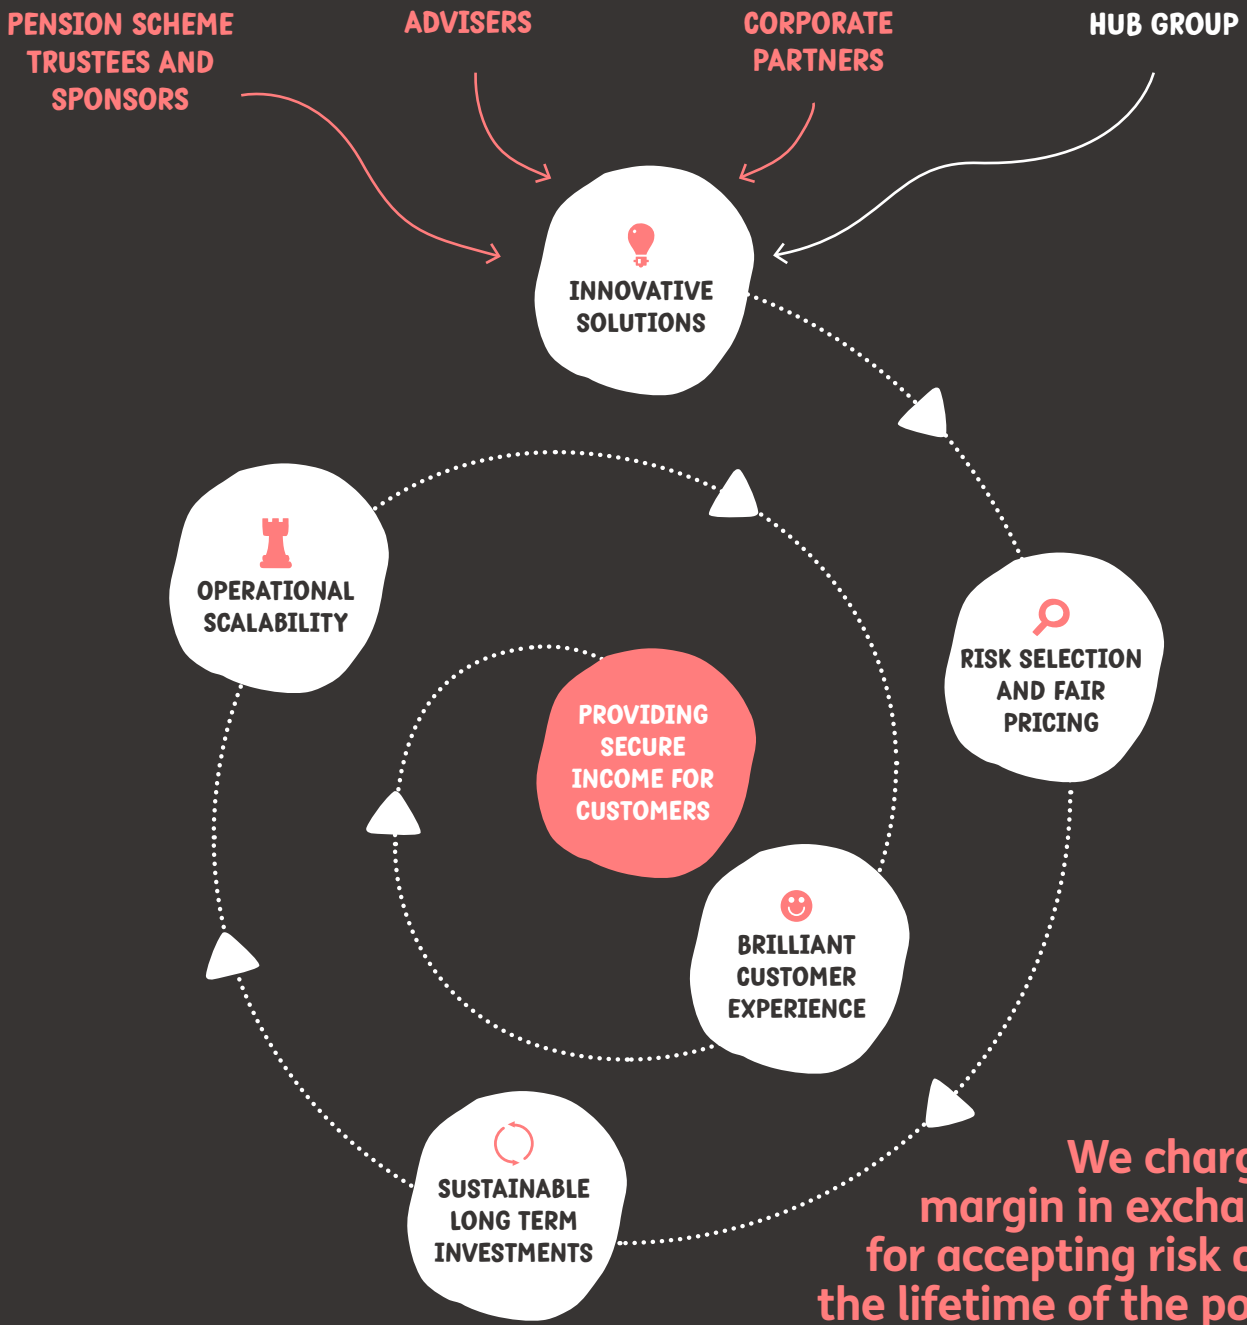 PENSION SCHEME
TRUSTEES AND
SPONSORS
ADVISERS
CORPORATE
PARTNERS
HUB GROUP
INNOVATIVE
SOLUTIONS
OPERATIONAL
SCALABILITY
RISK SELECTION
AND FAIR
PRICING
PROVIDING
SECURE
INCOME FOR
CUSTOMERS
BRILLIANT
CUSTOMER
EXPERIENCE
SUSTAINABLE
LONG TERM
INVESTMENTS
We
margin in
for accepting risk
the lifetime of the